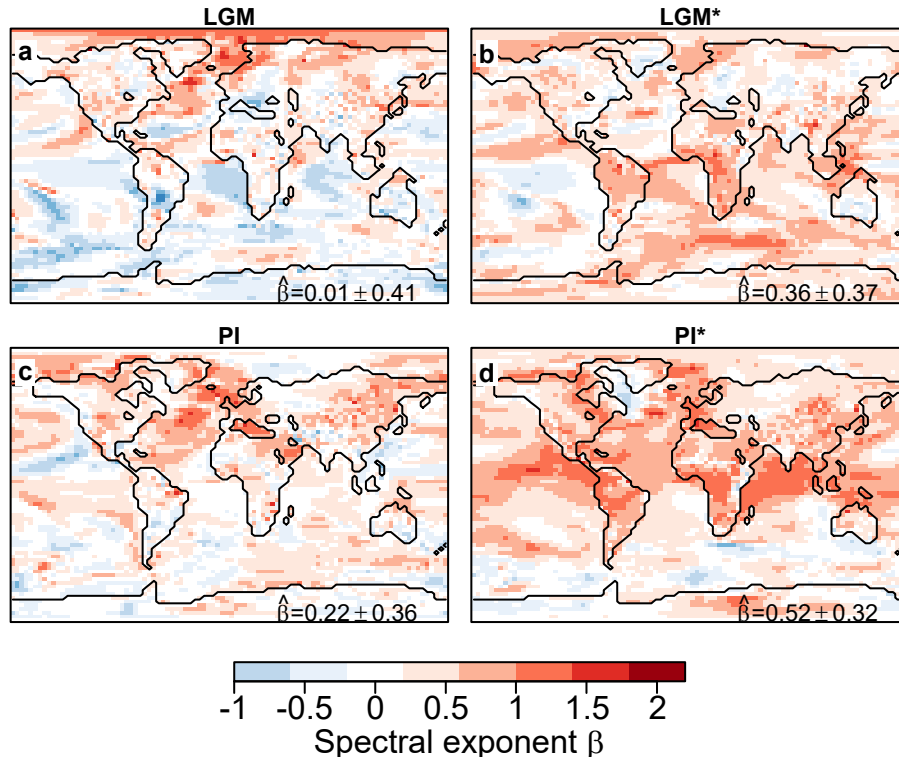 LGM
LGM*
a
b
β̂=0.01±0.41
β̂=0.36±0.37
PI
PI*
c
d
β̂=0.22±0.36
β̂=0.52±0.32
-1 -0.5 0 0.5 1 1.5 2
Spectral exponent β